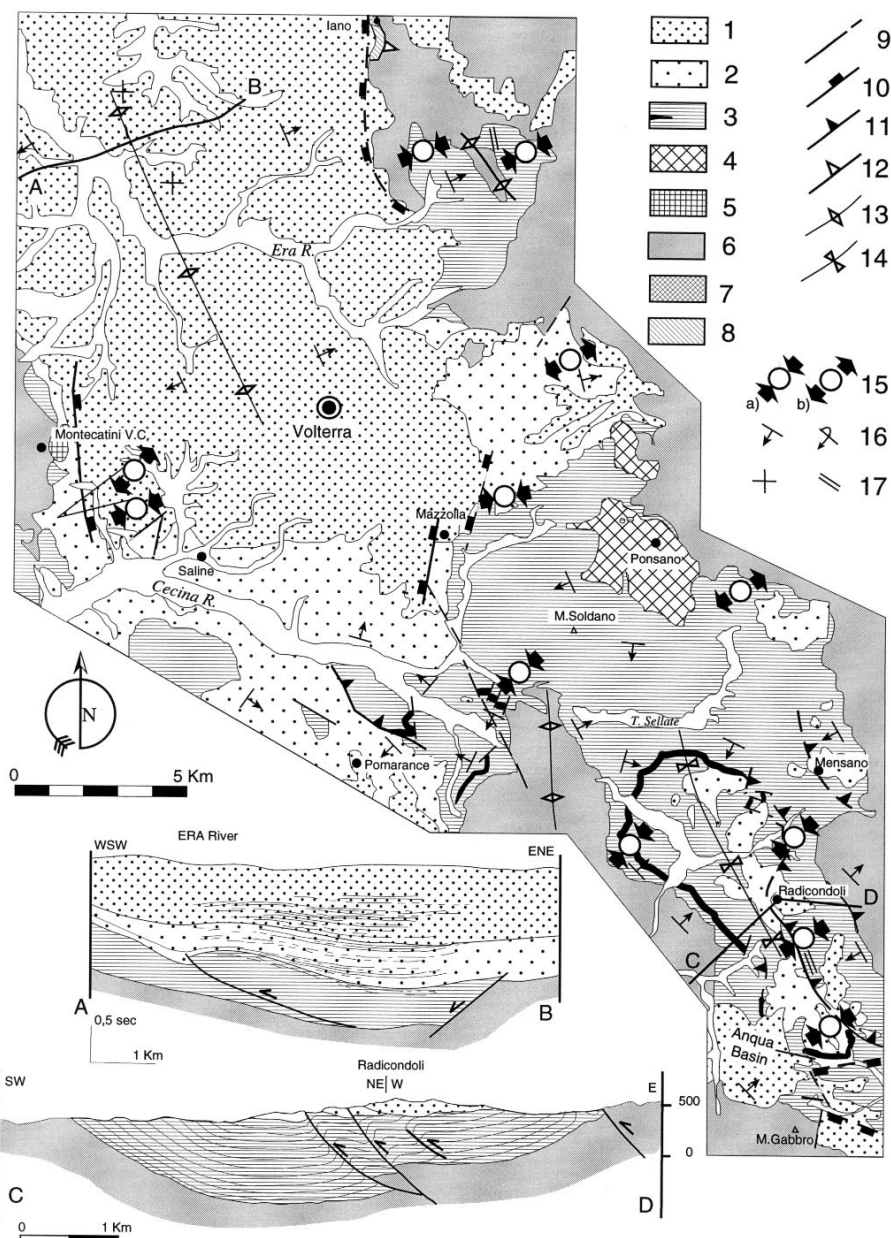 Iano
B
A
Era R.
Volterra
Montecatini V.C.
Mazzolla
Saline
Cecina R.
Ponsano
M.Soldano
T. Sellate
Mensano
Pomarance
Radicondoli
D
C
Anqua
Basin
M.Gabbro
N
0 5 Km
1
2
3
4
5
6
7
8
9
10
11
12
13
14
a) b) 15
16
17
WSW ERA River ENE
A B
0,5 sec
1 Km
Radicondoli
SW NE W E
500
0
C D
0 1 Km